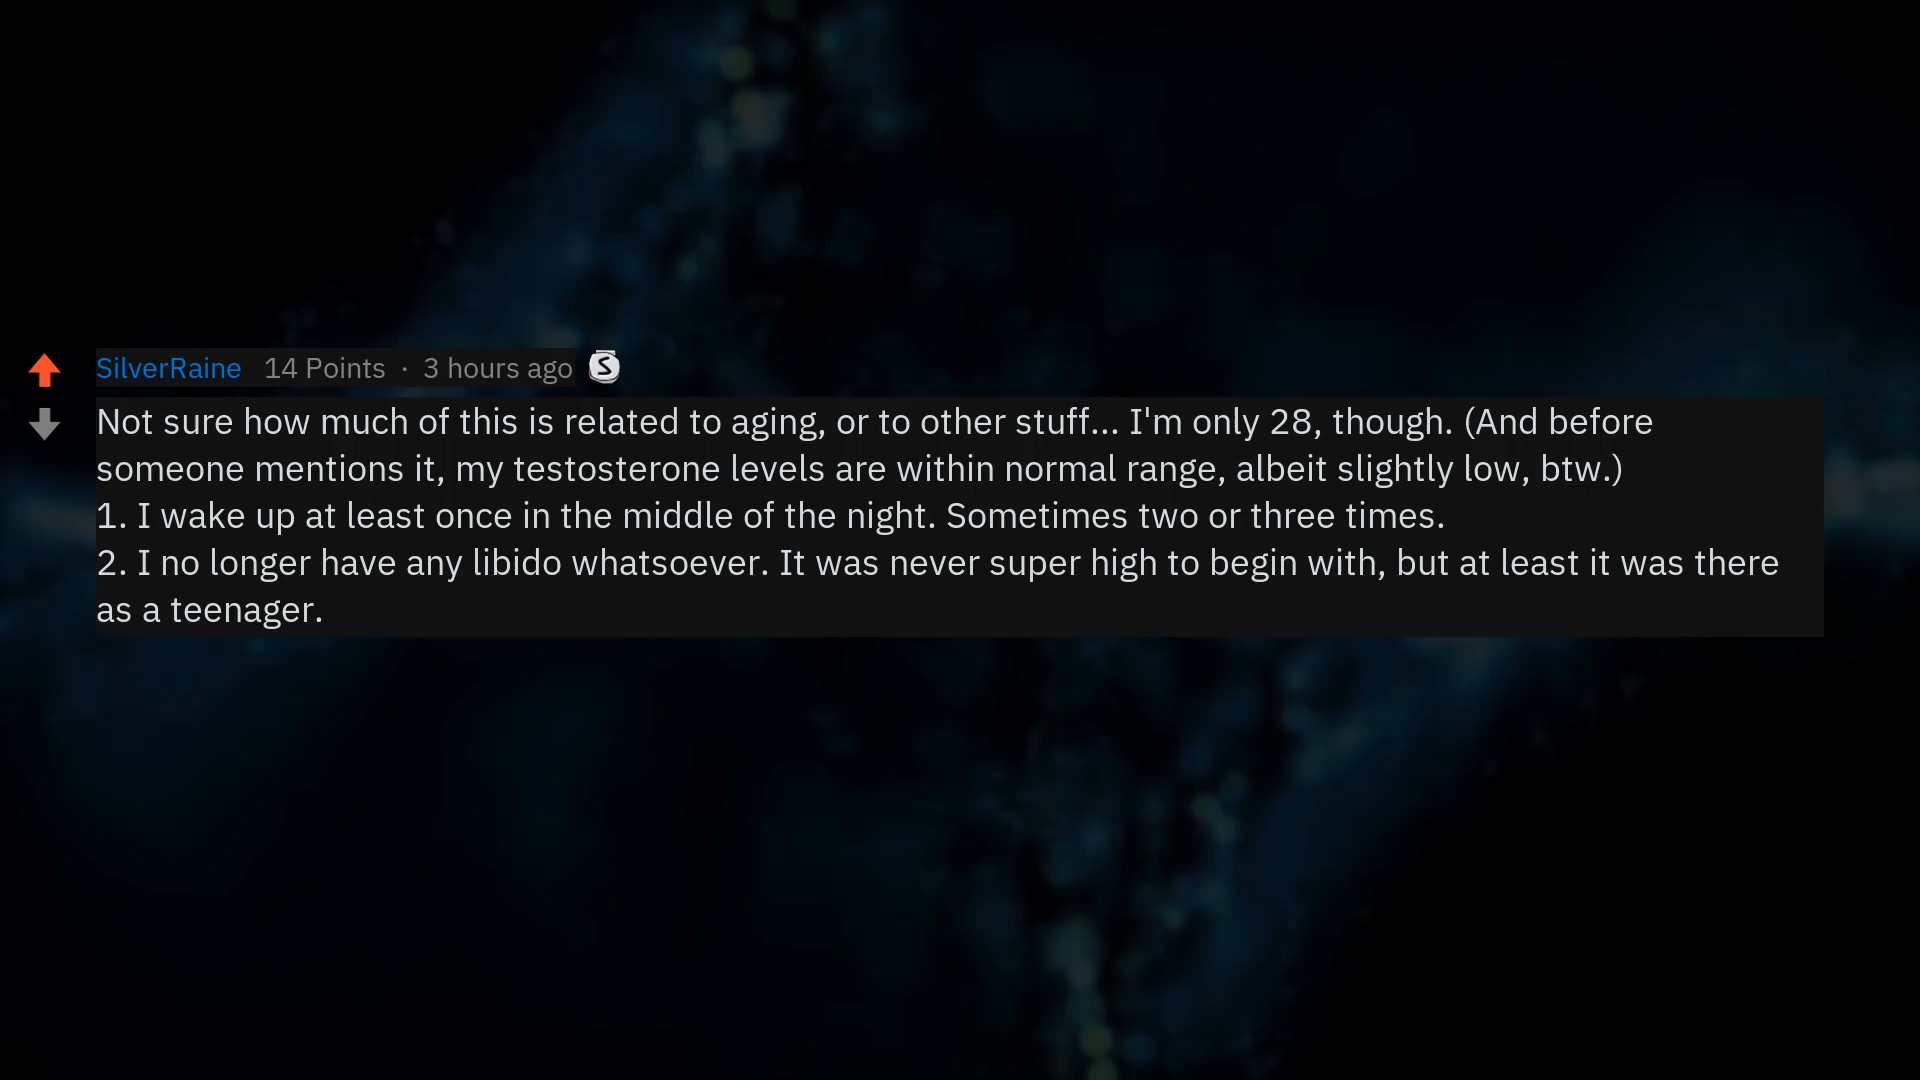 SilverRaine 14 Points · 3 hours ago S
Not sure how much of this is related to aging, or to other stuff... I'm only 28, though. (And before
someone mentions it, my testosterone levels are within normal range, albeit slightly low, btw.)
1. I wake up at least once in the middle of the night. Sometimes two or three times.
2. I no longer have any libido whatsoever. It was never super high to begin with, but at least it was there
as a teenager.